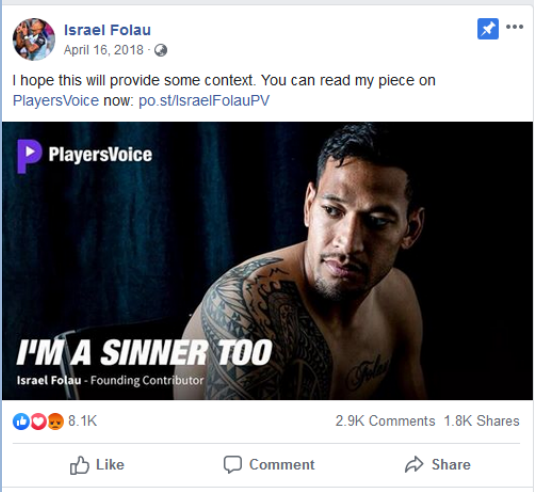 Israel Folau
April 16, 2018 ·
I hope this will provide some context. You can read my piece on
PlayersVoice now: po.st/IsraelFolauPV
PlayersVoice
Folau
I'M A SINNER TOO
Israel Folau - Founding Contributor
8.1K
2.9K Comments 1.8K Shares
Like
Comment
Share